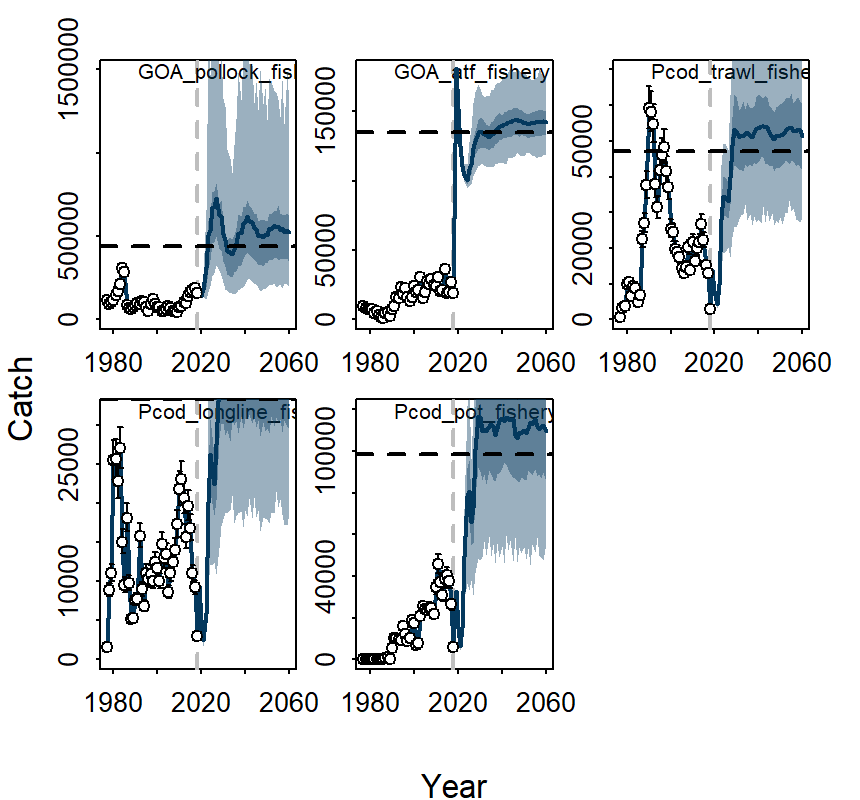 GOA_pollock_fish
1500000
500000
0
1980 2020 2060
GOA_atf_fishery
150000
50000
0
1980 2020 2060
Pcod_trawl_fishe
50000
20000
0
1980 2020 2060
Pcod_longline_fis
25000
10000
0
1980 2020 2060
Pcod_pot_fishery
100000
40000
0
1980 2020 2060
Catch
Year